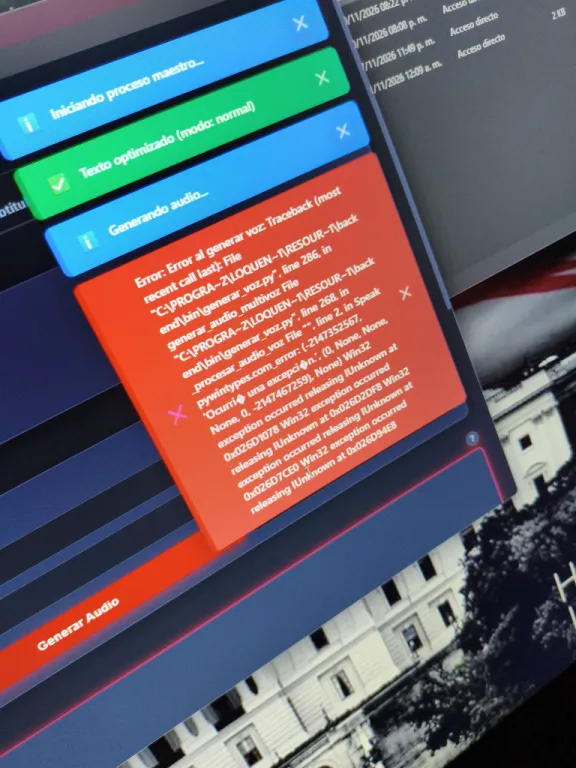 /11/2026 08:22 p.
/11/2026 08:08 p. m.
Acceso
/11/2026 11:49 p. m.
Acceso directo
/11/2026 12:09 a. m.
Acceso directo
2 KB
Iniciando proceso maestro...
Texto optimizado (modo: normal)
Generando audio...
Error: Error al generar voz: Traceback (most
recent call last): File
"C:\PROGRA~2\LOQUEN~1\RESOUR~1\back
end\bin\generar_voz.py", line 286, in
generar_audio_multivoz File
"C:\PROGRA~2\LOQUEN~1\RESOUR~1\back
end\bin\generar_voz.py", line 268, in
_procesar_audio_voz File "", line 2, in Speak
pywintypes.com_error: (-2147352567,
'Ocurri� una excepci�n.', (0, None, None,
None, 0, -2147467259), None) Win32
exception occurred releasing IUnknown at
0x026D1078 Win32 exception occurred
releasing IUnknown at 0x026D2DF8 Win32
exception occurred releasing IUnknown at
0x026D7CE0 Win32 exception occurred
releasing IUnknown at 0x026D94E8
?
Generar Audio